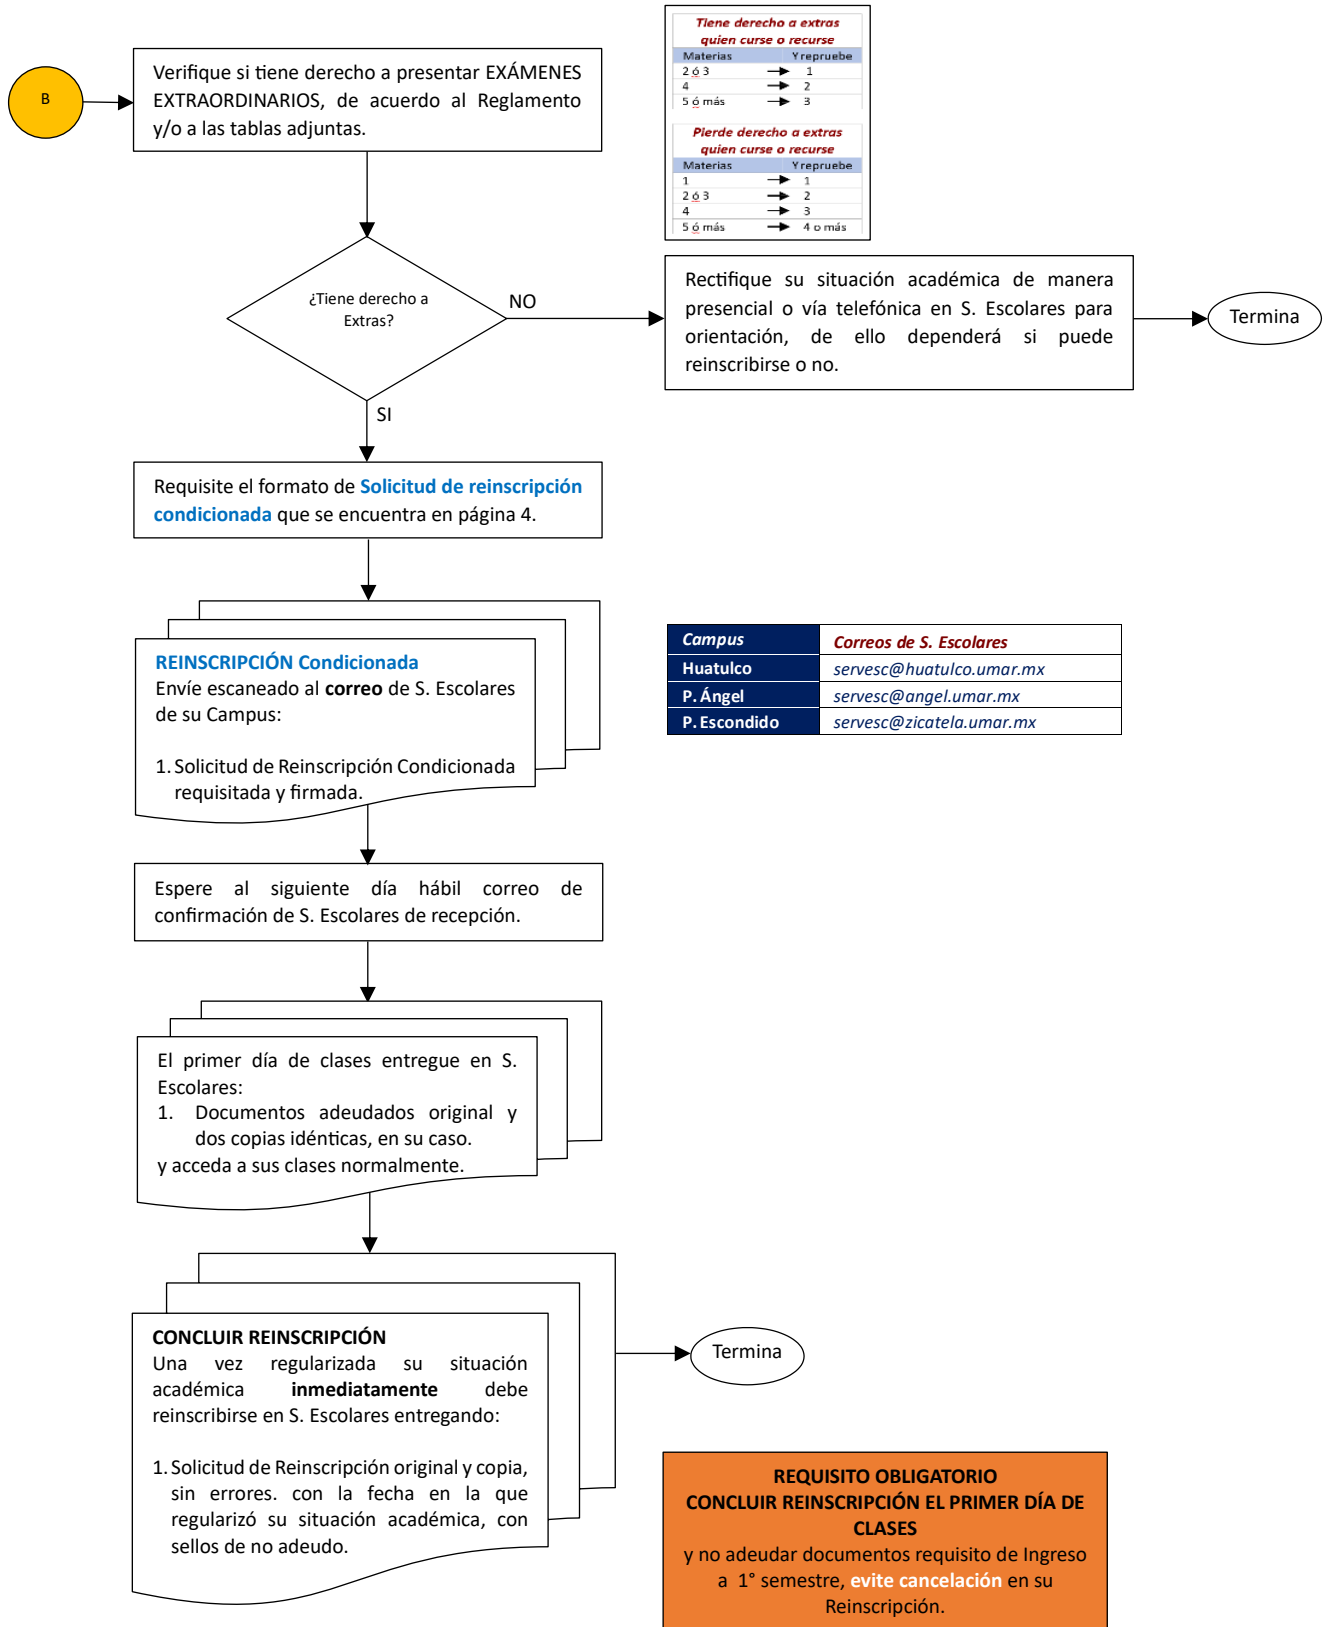 B
Verifique si tiene derecho a presentar EXÁMENES
EXTRAORDINARIOS, de acuerdo al Reglamento
y/o a las tablas adjuntas.
Tiene derecho a extras
quien curse o recurse
Materias Y repruebe
2 ó 3 1
4 2
5 ó más 3
Pierde derecho a extras
quien curse o recurse
Materias Y repruebe
1 1
2 ó 3 2
4 3
5 ó más 4 o más
¿Tiene derecho a
Extras?
NO
Rectifique su situación académica de manera
presencial o vía telefónica en S. Escolares para
orientación, de ello dependerá si puede
reinscribirse o no.
Termina
SI
Requisite el formato de Solicitud de reinscripción
condicionada que se encuentra en página 4.
REINSCRIPCIÓN Condicionada
Envíe escaneado al correo de S. Escolares
de su Campus:
1. Solicitud de Reinscripción Condicionada
requisitada y firmada.
Campus Correos de S. Escolares
Huatulco servesc@huatulco.umar.mx
P. Ángel servesc@angel.umar.mx
P. Escondido servesc@zicatela.umar.mx
Espere al siguiente día hábil correo de
confirmación de S. Escolares de recepción.
El primer día de clases entregue en S.
Escolares:
1. Documentos adeudados original y
dos copias idénticas, en su caso.
y acceda a sus clases normalmente.
CONCLUIR REINSCRIPCIÓN
Una vez regularizada su situación
académica inmediatamente debe
reinscribirse en S. Escolares entregando:
1. Solicitud de Reinscripción original y copia,
sin errores. con la fecha en la que
regularizó su situación académica, con
sellos de no adeudo.
Termina
REQUISITO OBLIGATORIO
CONCLUIR REINSCRIPCIÓN EL PRIMER DÍA DE
CLASES
y no adeudar documentos requisito de Ingreso
a 1° semestre, evite cancelación en su
Reinscripción.